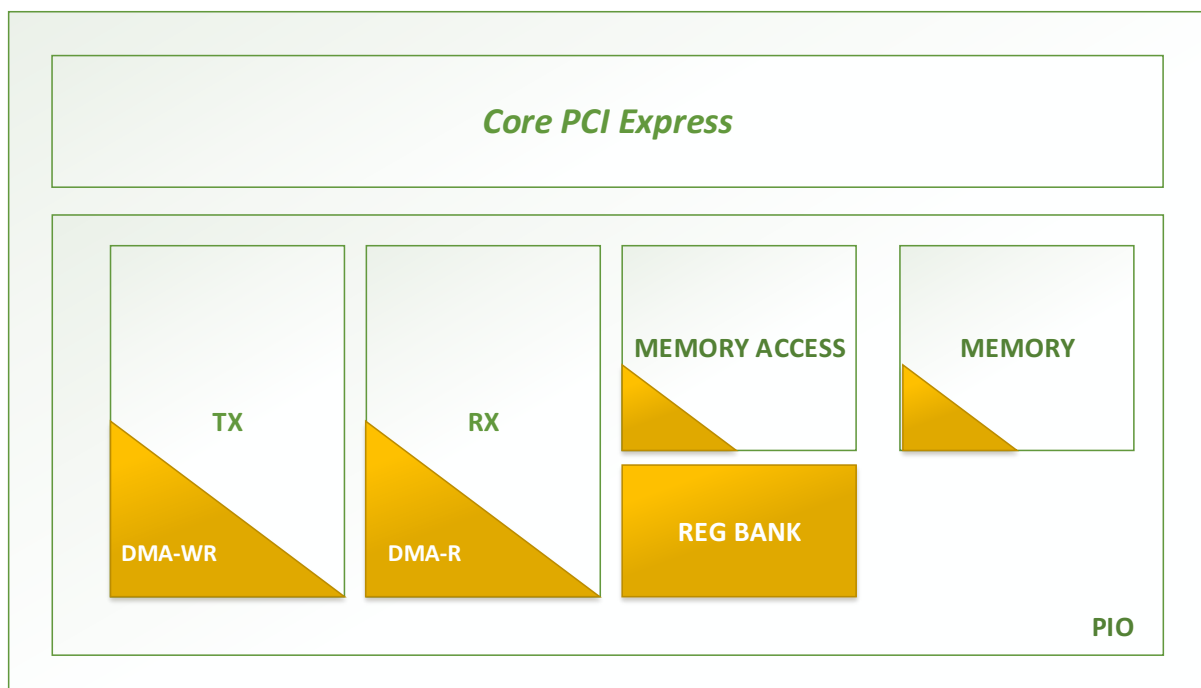 Core PCI Express
TX
DMA-WR
RX
DMA-R
MEMORY ACCESS
REG BANK
MEMORY
PIO